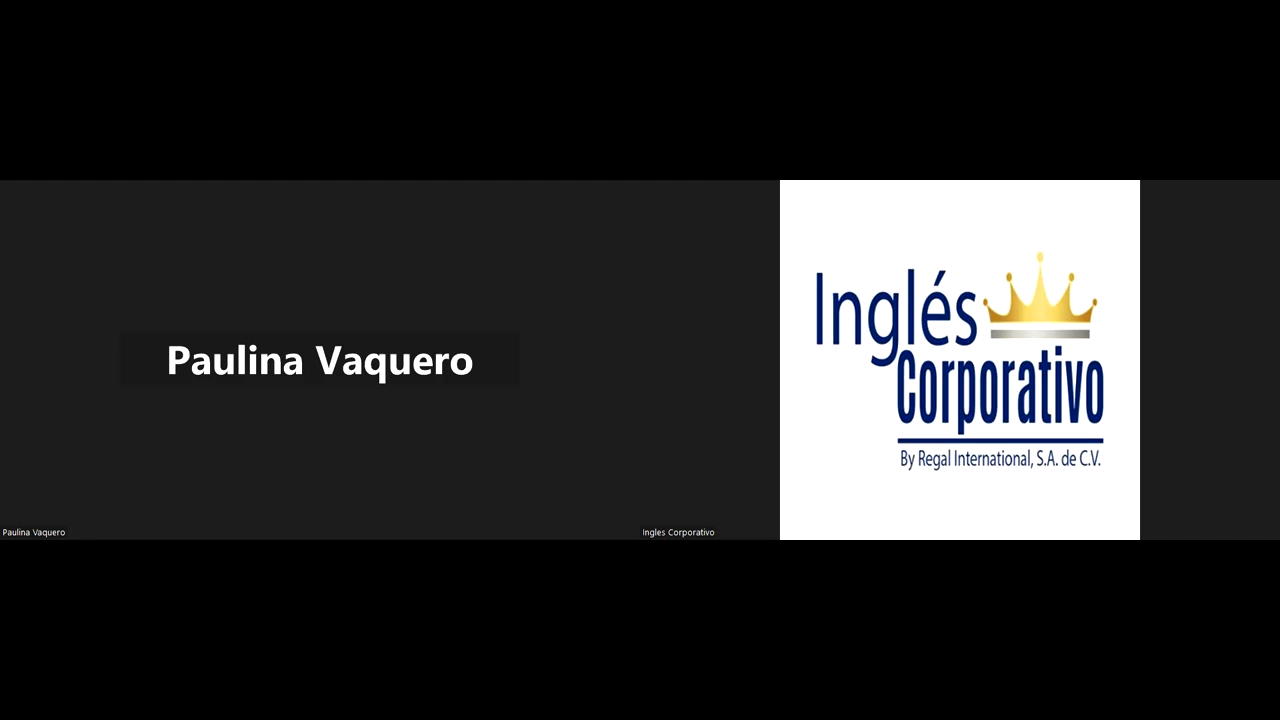 Paulina Vaquero
Inglés
Corporativo
By Regal International, S.A. de C.V.
Paulina Vaquero
Ingles Corporativo